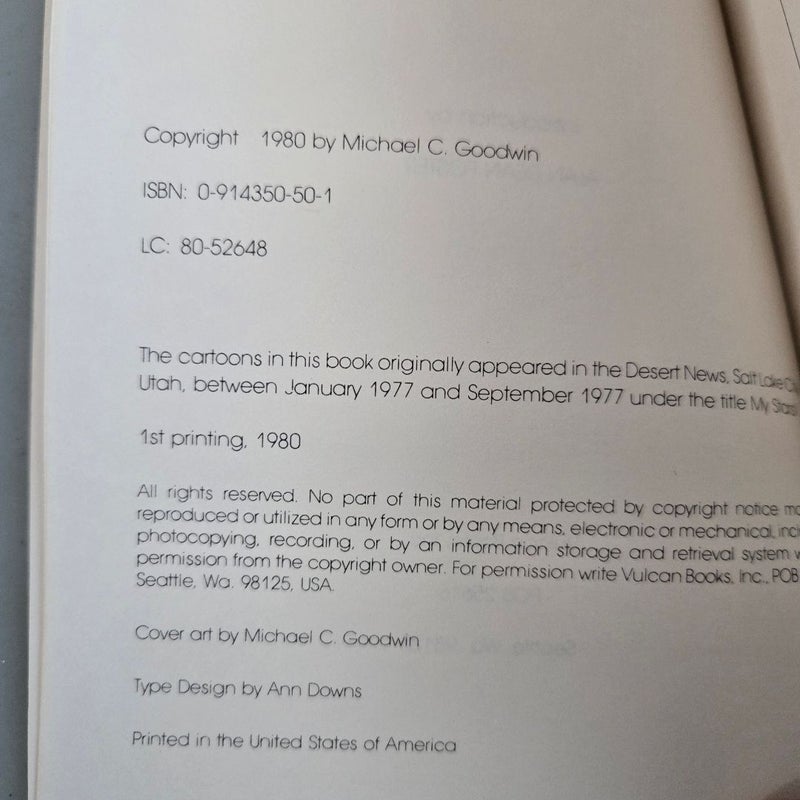 Copyright 1980 by Michael C. Goodwin
ISBN: 0-914350-50-1
LC: 80-52648
The cartoons in this book originally appeared in the Desert News, Salt Lake
Utah, between January 1977 and September 1977 under the title My Stars
1st printing, 1980
All rights reserved. No part of this material protected by copyright notice
reproduced or utilized in any form or by any means, electronic or mechanical,
photocopying, recording, or by an information storage and retrieval system
permission from the copyright owner. For permission write Vulcan Books, Inc., POB
Seattle, Wa. 98125, USA.
Cover art by Michael C. Goodwin
Type Design by Ann Downs
Printed in the United States of America